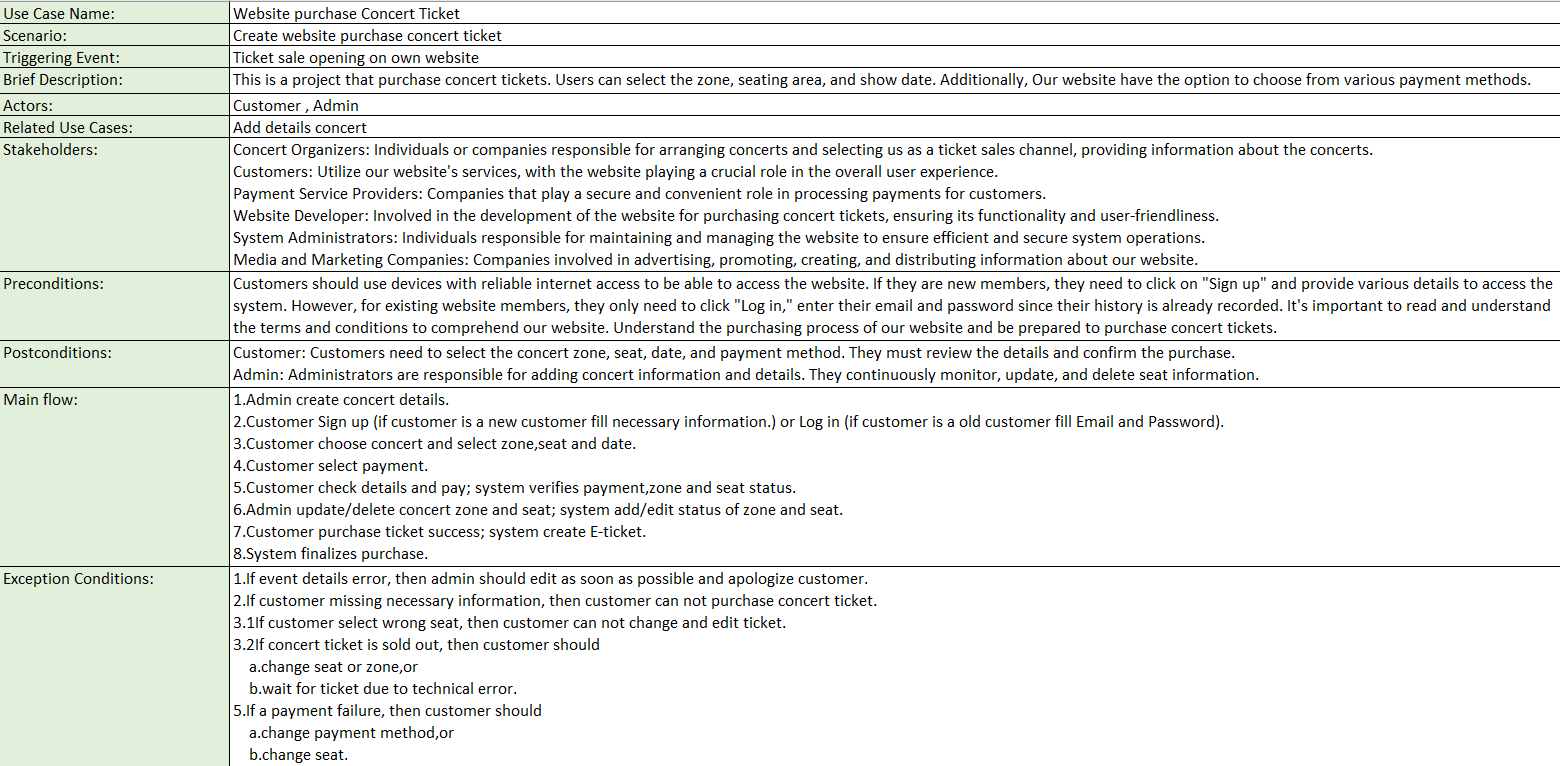 Use Case Name: Website purchase Concert Ticket
Scenario: Create website purchase concert ticket
Triggering Event: Ticket sale opening on own website
Brief Description: This is a project that purchase concert tickets. Users can select the zone, seating area, and show date. Additionally, Our website have the option to choose from various payment methods.
Actors: Customer , Admin
Related Use Cases: Add details concert
Stakeholders: Concert Organizers: Individuals or companies responsible for arranging concerts and selecting us as a ticket sales channel, providing information about the concerts.
Customers: Utilize our website's services, with the website playing a crucial role in the overall user experience.
Payment Service Providers: Companies that play a secure and convenient role in processing payments for customers.
Website Developer: Involved in the development of the website for purchasing concert tickets, ensuring its functionality and user-friendliness.
System Administrators: Individuals responsible for maintaining and managing the website to ensure efficient and secure system operations.
Media and Marketing Companies: Companies involved in advertising, promoting, creating, and distributing information about our website.
Preconditions: Customers should use devices with reliable internet access to be able to access the website. If they are new members, they need to click on "Sign up" and provide various details to access the
system. However, for existing website members, they only need to click "Log in," enter their email and password since their history is already recorded. It's important to read and understand
the terms and conditions to comprehend our website. Understand the purchasing process of our website and be prepared to purchase concert tickets.
Postconditions: Customer: Customers need to select the concert zone, seat, date, and payment method. They must review the details and confirm the purchase.
Admin: Administrators are responsible for adding concert information and details. They continuously monitor, update, and delete seat information.
Main flow: 1.Admin create concert details.
2.Customer Sign up (if customer is a new customer fill necessary information.) or Log in (if customer is a old customer fill Email and Password).
3.Customer choose concert and select zone,seat and date.
4.Customer select payment.
5.Customer check details and pay; system verifies payment,zone and seat status.
6.Admin update/delete concert zone and seat; system add/edit status of zone and seat.
7.Customer purchase ticket success; system create E-ticket.
8.System finalizes purchase.
Exception Conditions: 1.If event details error, then admin should edit as soon as possible and apologize customer.
2.If customer missing necessary information, then customer can not purchase concert ticket.
3.1If customer select wrong seat, then customer can not change and edit ticket.
3.2If concert ticket is sold out, then customer should
a.change seat or zone,or
b.wait for ticket due to technical error.
5.If a payment failure, then customer should
a.change payment method,or
b.change seat.